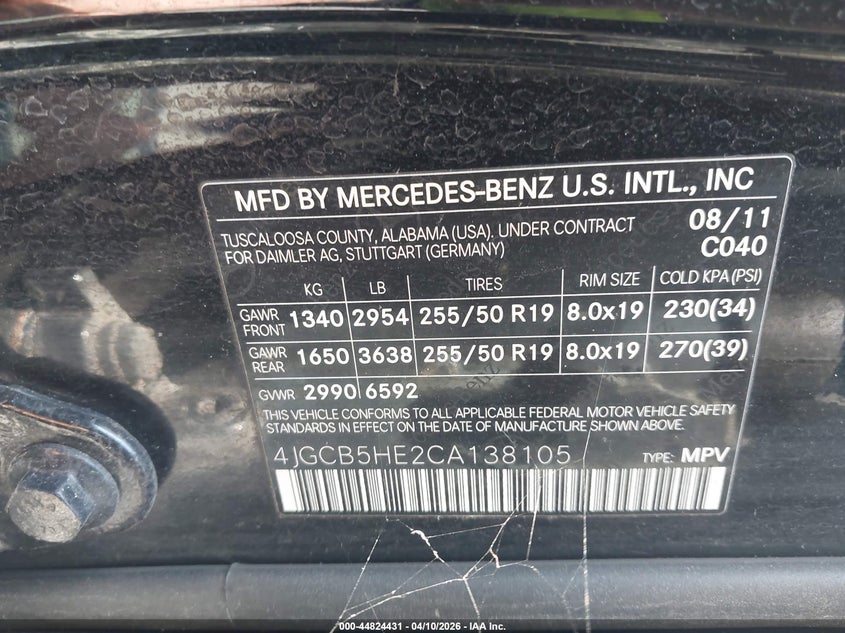 MFD BY MERCEDES-BENZ U.S. INTL., INC
TUSCALOOSA COUNTY, ALABAMA (USA). UNDER CONTRACT
FOR DAIMLER AG, STUTTGART (GERMANY)
08/11
C040
KG LB TIRES RIM SIZE COLD KPA(PSI)
GAWR FRONT 1340 2954 255/50 R19 8.0x19 230(34)
GAWR REAR 1650 3638 255/50 R19 8.0x19 270(39)
GVWR 2990 6592
THIS VEHICLE CONFORMS TO ALL APPLICABLE FEDERAL MOTOR VEHICLE SAFETY
STANDARDS IN EFFECT ON THE DATE OF MANUFACTURE SHOWN ABOVE.
4JGCB5HE2CA138105 TYPE: MPV
000-44824431 - 04/10/2026 - IAA Inc.